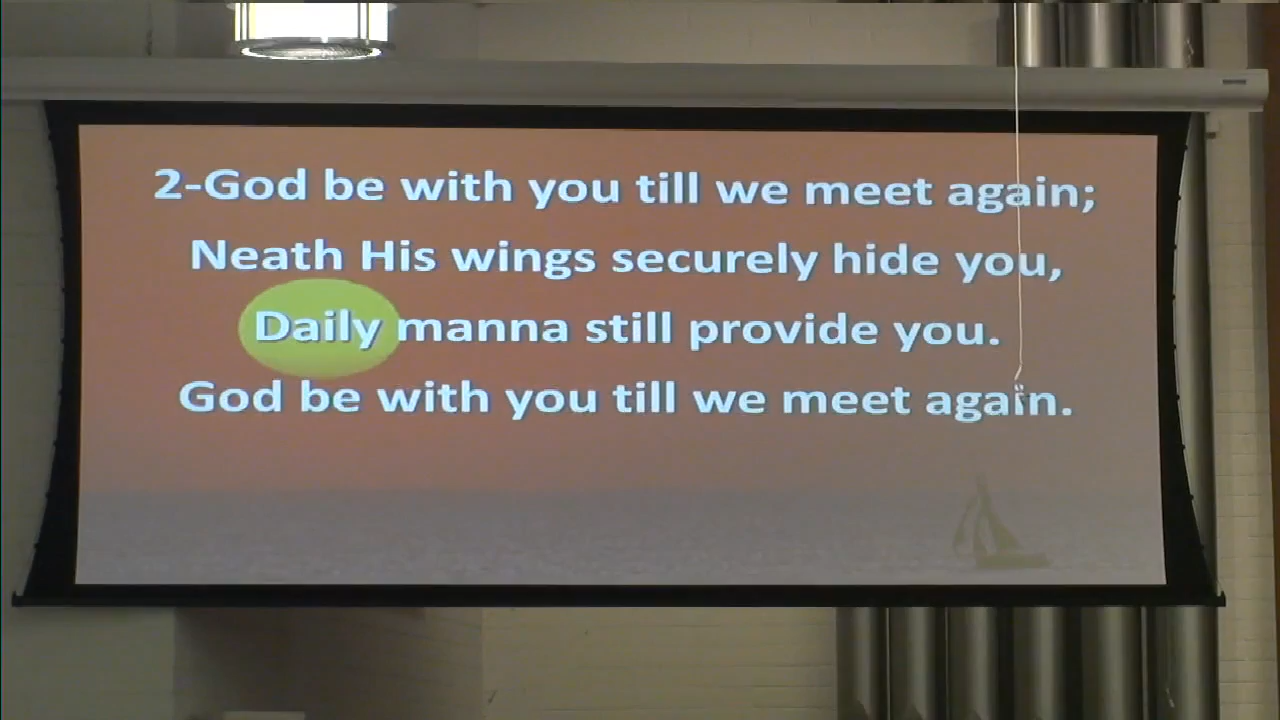 2-God be with you till we meet again;
Neath His wings securely hide you,
Daily manna still provide you.
God be with you till we meet again.